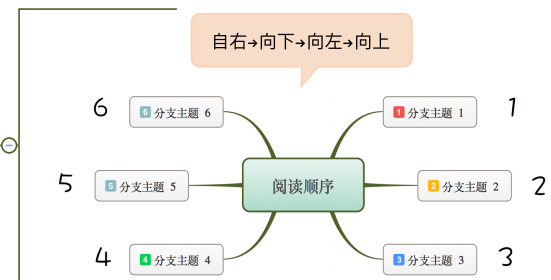 自右→向下→向左→向上
阅读顺序
1 分支主题 1
1
2 分支主题 2
2
3 分支主题 3
3
4 分支主题 4
4
5 分支主题 5
5
6 分支主题 6
6